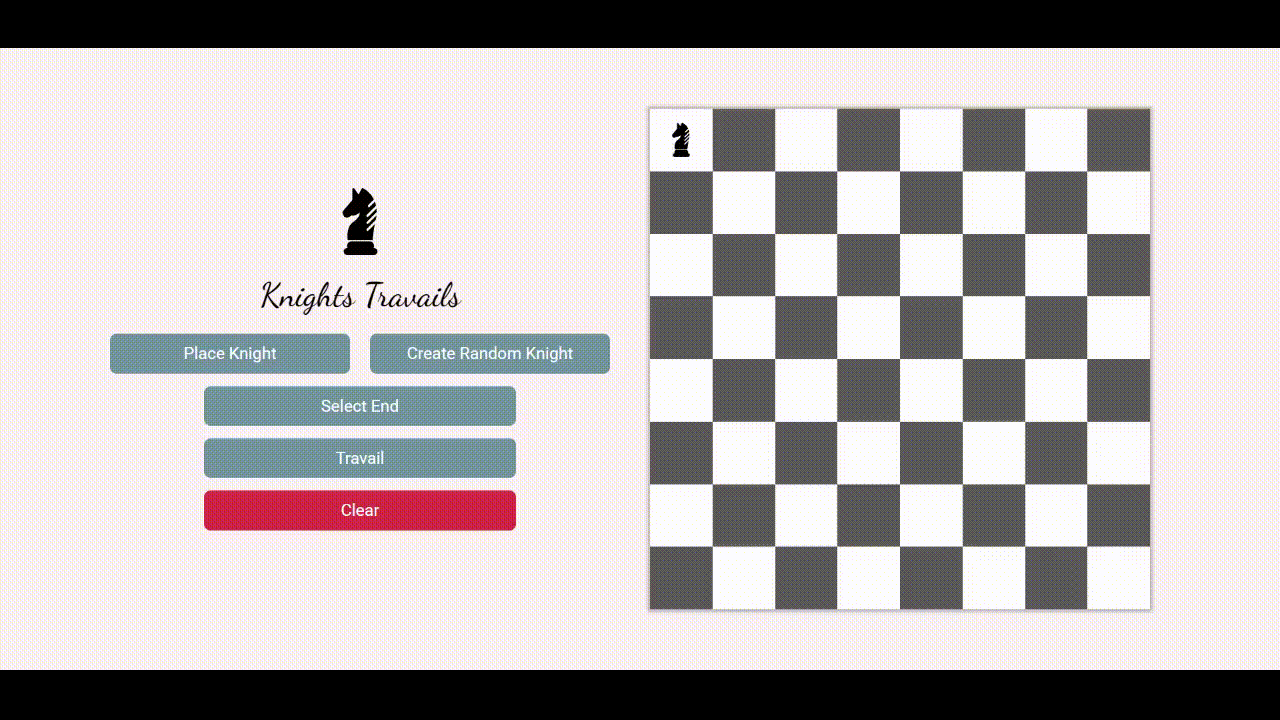 Knights Travails
Place Knight
Create Random Knight
Select End
Travail
Clear